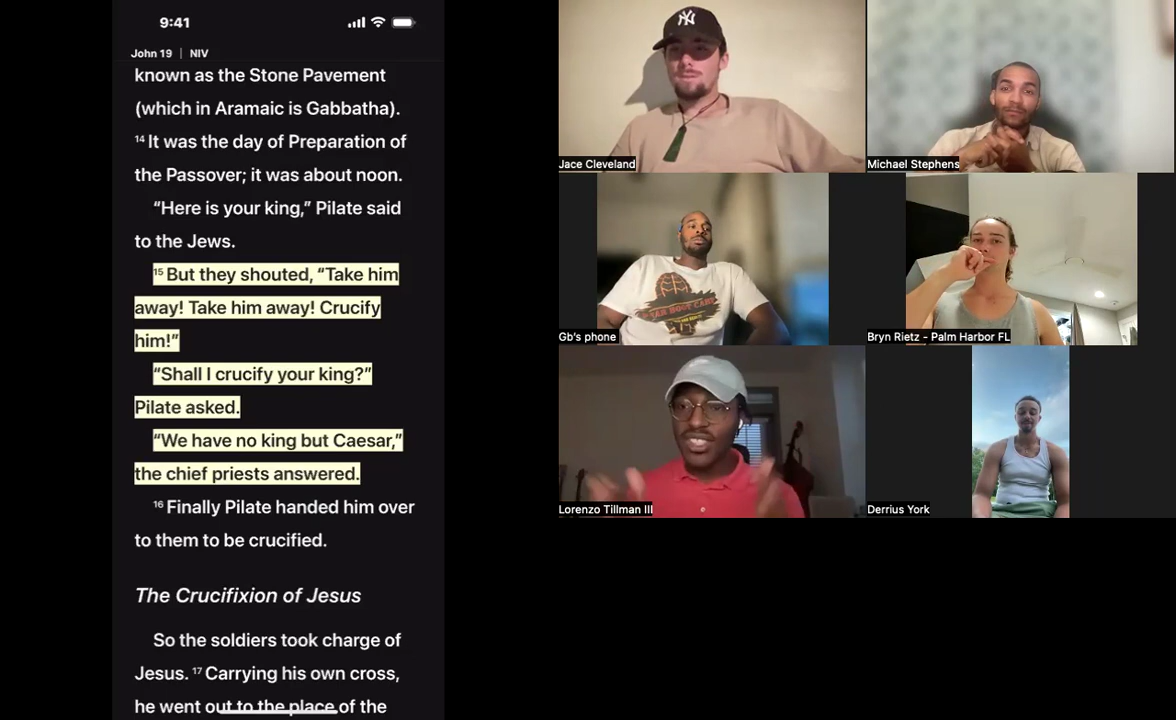 9:41
John 19 | NIV
known as the Stone Pavement
(which in Aramaic is Gabbatha).
14 It was the day of Preparation of
the Passover; it was about noon.
“Here is your king,” Pilate said
to the Jews.
15 But they shouted, “Take him
away! Take him away! Crucify
him!”
“Shall I crucify your king?”
Pilate asked.
“We have no king but Caesar,”
the chief priests answered.
16 Finally Pilate handed him over
to them to be crucified.
The Crucifixion of Jesus
So the soldiers took charge of
Jesus. 17 Carrying his own cross,
he went out to the place of the
NY
Jace Cleveland
Michael Stephens
Gb's phone
Bryn Rietz - Palm Harbor FL
Lorenzo Tillman III
Derrius York